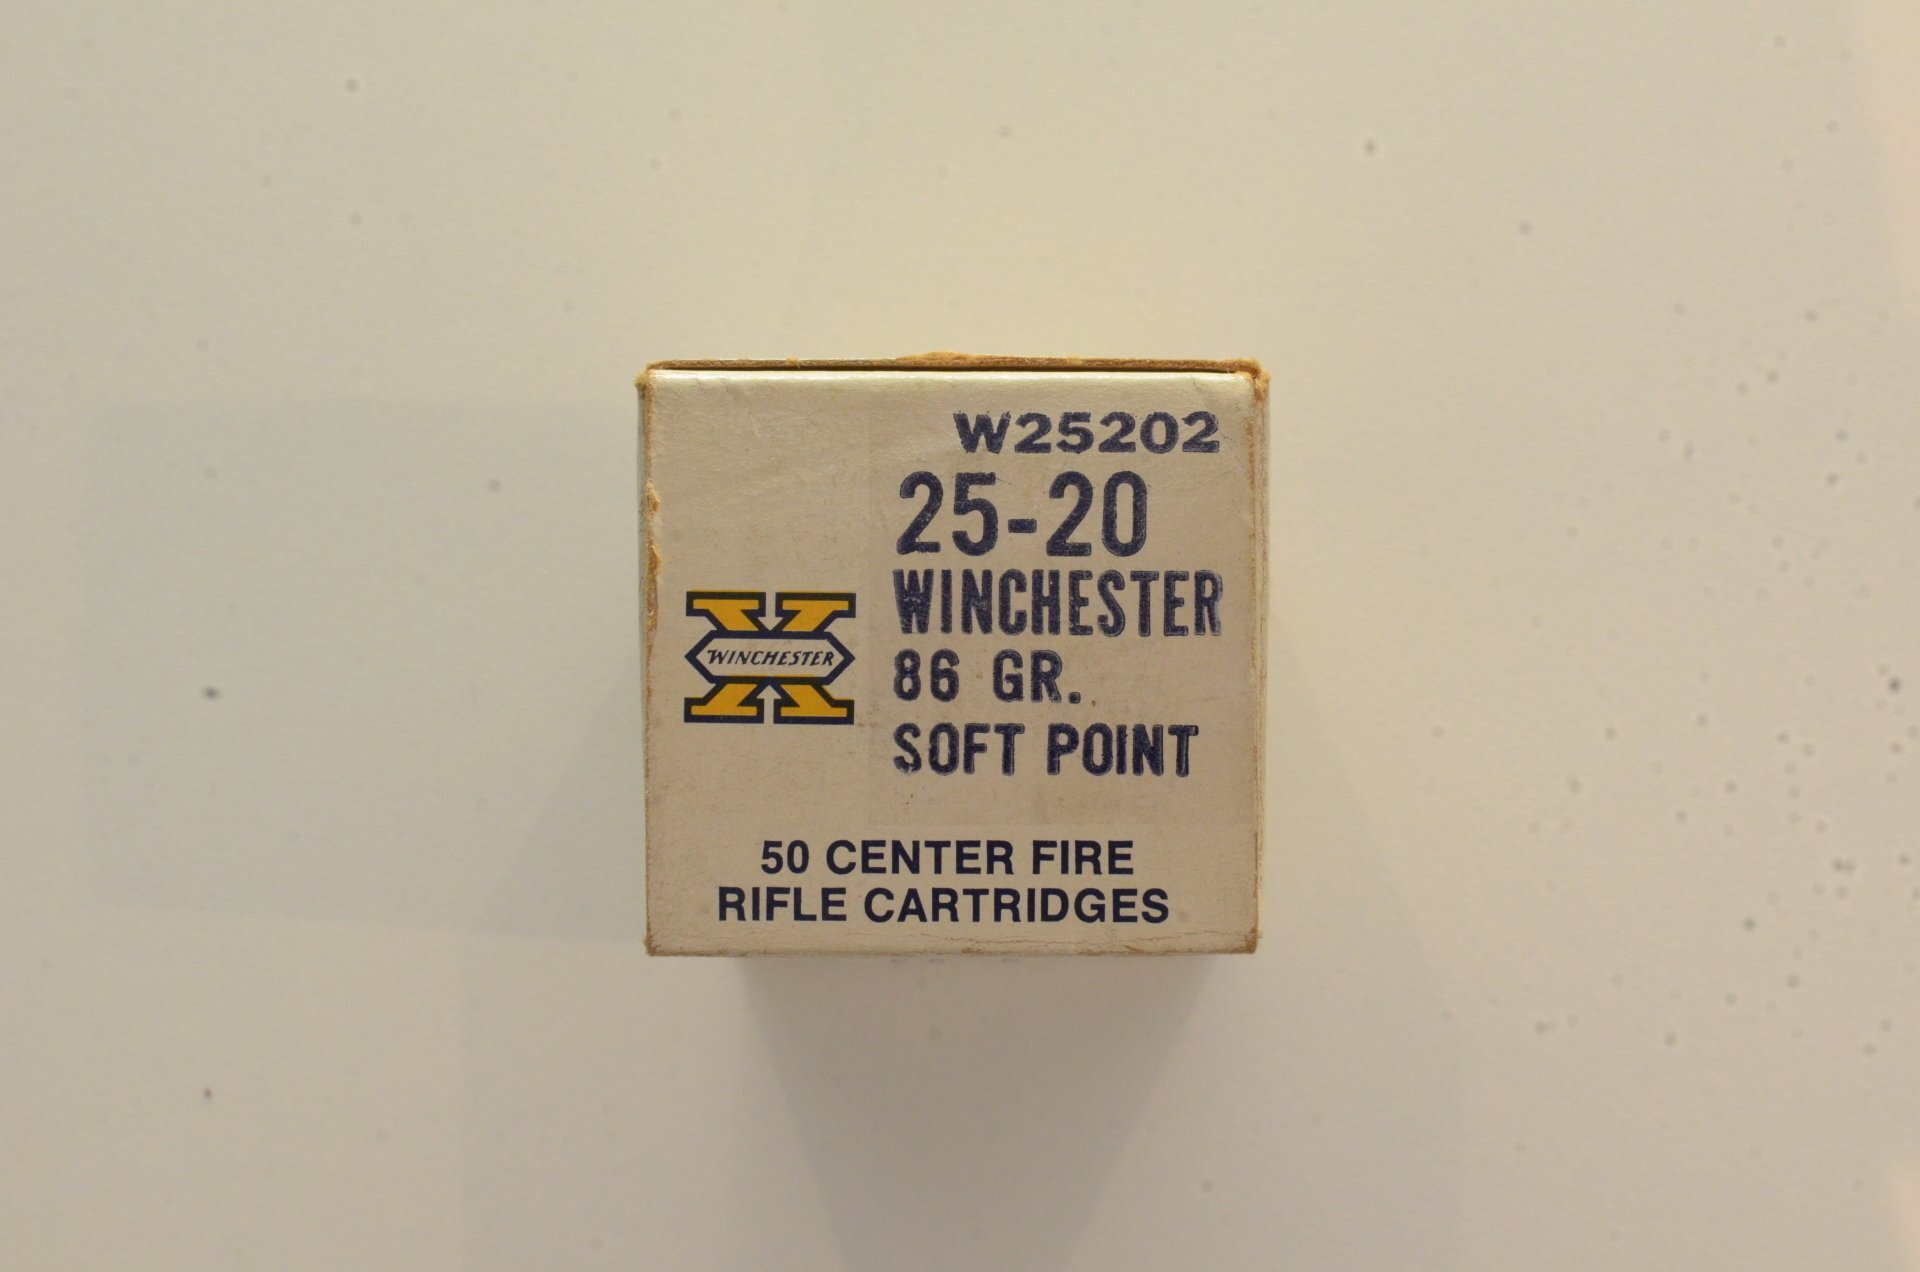 W25202
25-20
WINCHESTER
86 GR.
SOFT POINT
X
WINCHESTER
50 CENTER FIRE
RIFLE CARTRIDGES